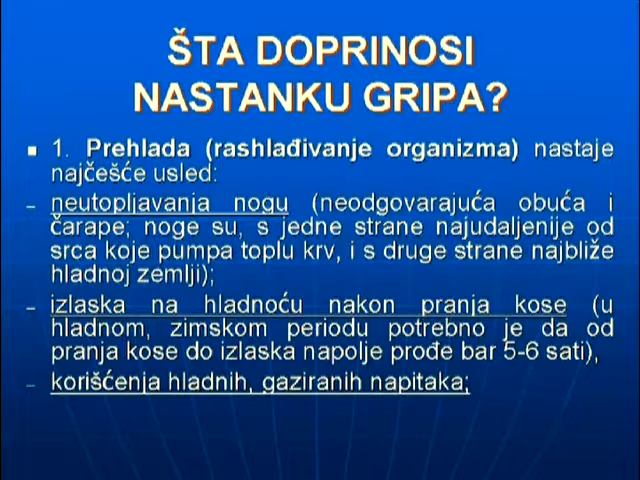 ŠTA DOPRINOSI
NASTANKU GRIPA?
1. Prehlada (rashlađivanje organizma) nastaje
najčešće usled:
– neutopljavanja nogu (neodgovarajuća obuća i
čarape; noge su, s jedne strane najudaljenije od
srca koje pumpa toplu krv, i s druge strane najbliže
hladnoj zemlji);
– izlaska na hladnoću nakon pranja kose (u
hladnom, zimskom periodu potrebno je da od
pranja kose do izlaska napolje prođe bar 5-6 sati),
– korišćenja hladnih, gaziranih napitaka;